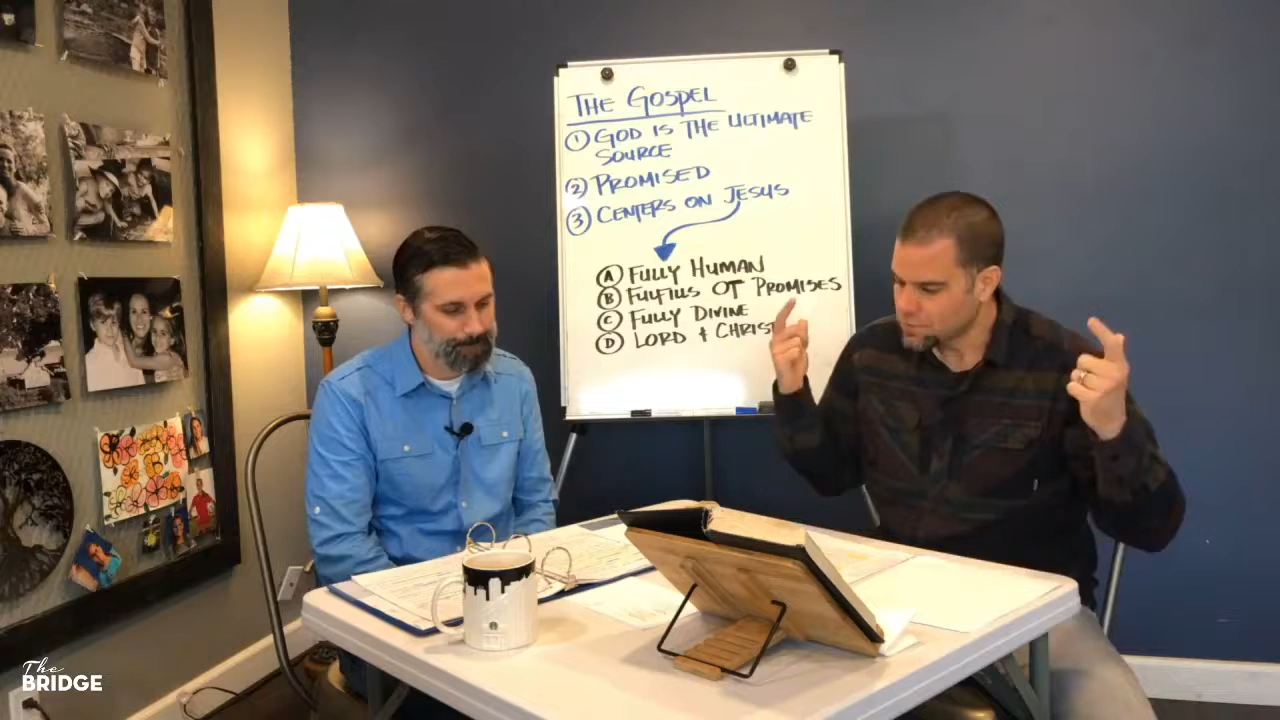 THE GOSPEL
① GOD IS THE ULTIMATE
SOURCE
② PROMISED
③ CENTERS ON JESUS
Ⓐ FULLY HUMAN
Ⓑ FULFILLS OT PROMISES
Ⓒ FULLY DIVINE
Ⓓ LORD + CHRIST
The
BRIDGE